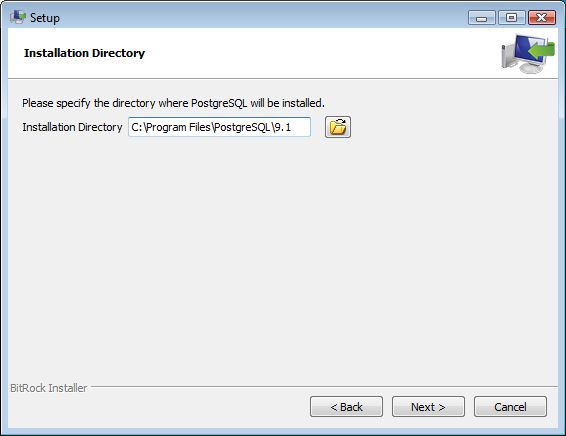 Setup
Installation Directory
Please specify the directory where PostgreSQL will be installed.
Installation Directory C:\Program Files\PostgreSQL\9.1
BitRock Installer
< Back Next > Cancel